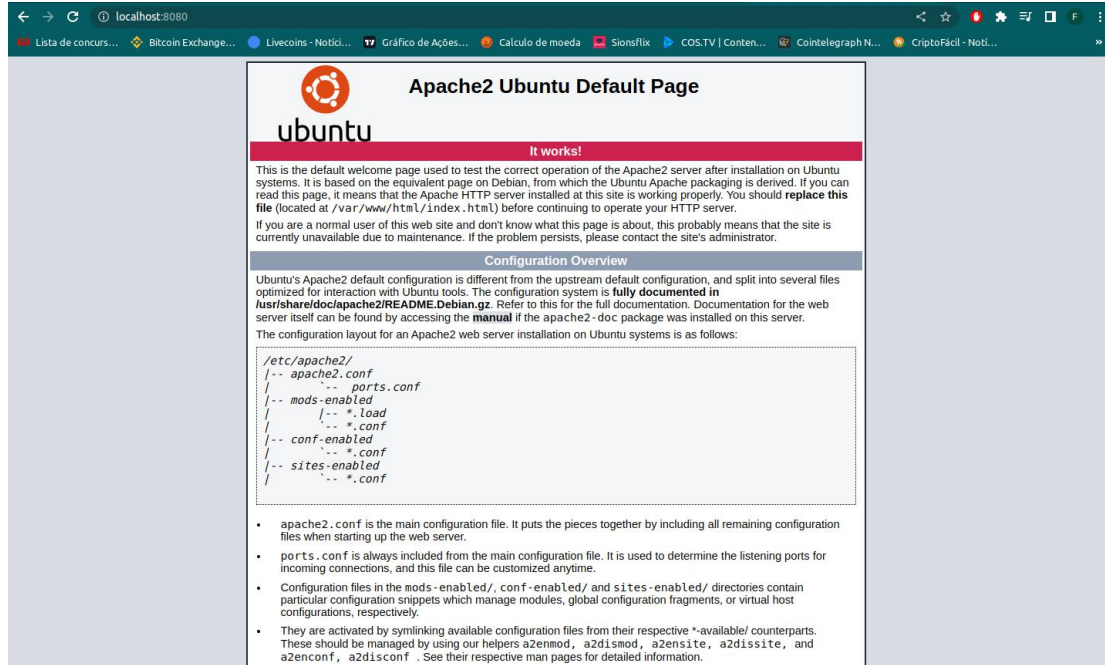 localhost:8080
F
Lista de concurs... Bitcoin Exchange... Livecoins - Notíci... Gráfico de Ações... Calculo de moeda Sionsflix COS.TV | Conten... Cointelegraph N... CriptoFácil - Notí... »
Apache2 Ubuntu Default Page
ubuntu
It works!
This is the default welcome page used to test the correct operation of the Apache2 server after installation on Ubuntu
systems. It is based on the equivalent page on Debian, from which the Ubuntu Apache packaging is derived. If you can
read this page, it means that the Apache HTTP server installed at this site is working properly. You should replace this
file (located at /var/www/html/index.html) before continuing to operate your HTTP server.
If you are a normal user of this web site and don't know what this page is about, this probably means that the site is
currently unavailable due to maintenance. If the problem persists, please contact the site's administrator.
Configuration Overview
Ubuntu's Apache2 default configuration is different from the upstream default configuration, and split into several files
optimized for interaction with Ubuntu tools. The configuration system is fully documented in
/usr/share/doc/apache2/README.Debian.gz. Refer to this for the full documentation. Documentation for the web
server itself can be found by accessing the manual if the apache2-doc package was installed on this server.
The configuration layout for an Apache2 web server installation on Ubuntu systems is as follows:
/etc/apache2/
|-- apache2.conf
|       `--  ports.conf
|-- mods-enabled
|       |-- *.load
|       `-- *.conf
|-- conf-enabled
|       `-- *.conf
|-- sites-enabled
|       `-- *.conf
• apache2.conf is the main configuration file. It puts the pieces together by including all remaining configuration
files when starting up the web server.
• ports.conf is always included from the main configuration file. It is used to determine the listening ports for
incoming connections, and this file can be customized anytime.
• Configuration files in the mods-enabled/, conf-enabled/ and sites-enabled/ directories contain
particular configuration snippets which manage modules, global configuration fragments, or virtual host
configurations, respectively.
• They are activated by symlinking available configuration files from their respective *-available/ counterparts.
These should be managed by using our helpers a2enmod, a2dismod, a2ensite, a2dissite, and
a2enconf, a2disconf . See their respective man pages for detailed information.